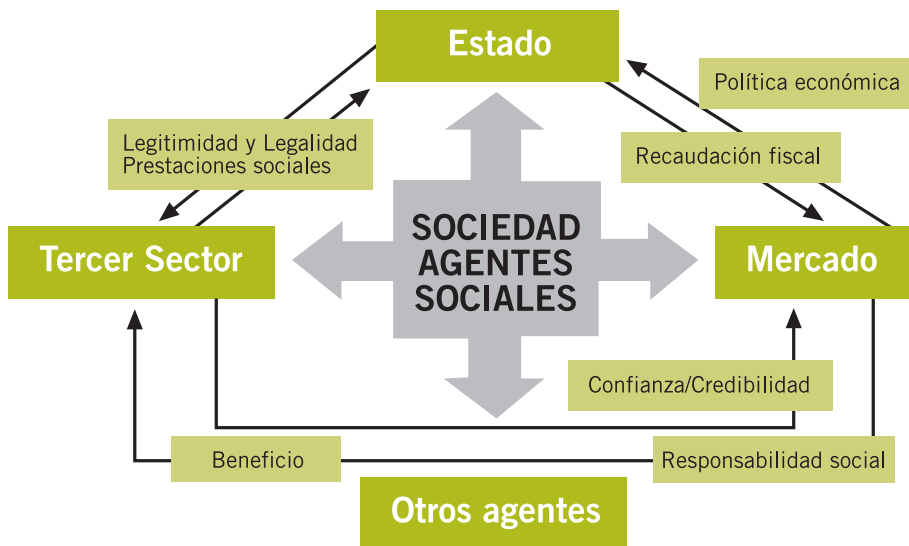 Estado
Política económica
Legitimidad y Legalidad
Prestaciones sociales
Recaudación fiscal
SOCIEDAD
AGENTES
SOCIALES
Tercer Sector
Mercado
Confianza/Credibilidad
Beneficio
Responsabilidad social
Otros agentes